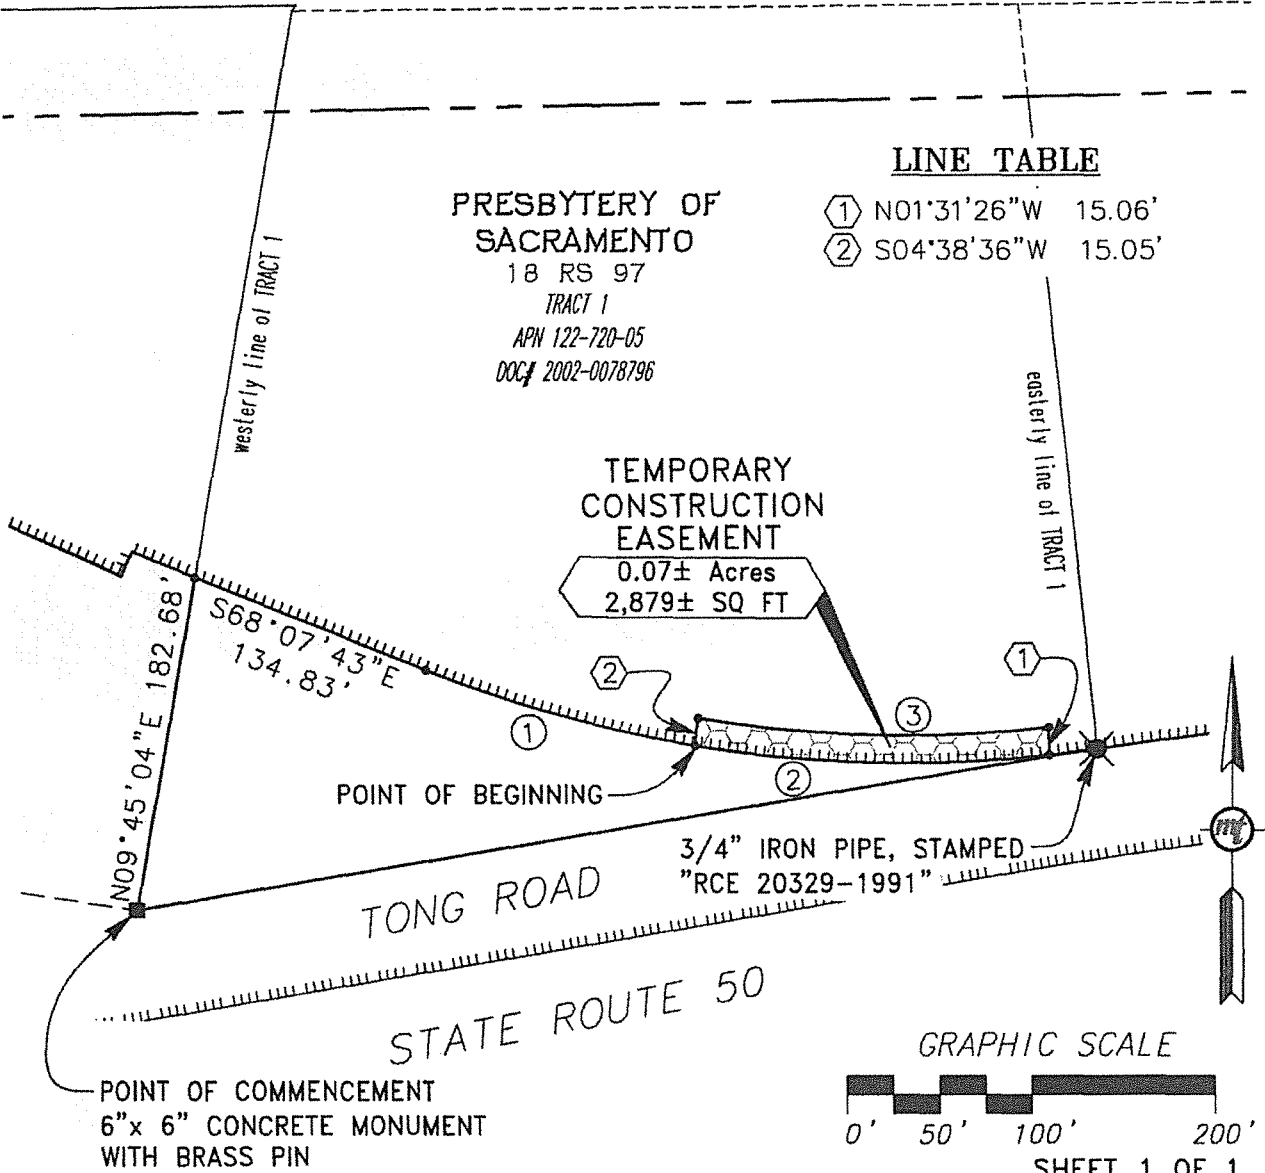 LINE TABLE
① N01°31'26"W 15.06'
② S04°38'36"W 15.05'
PRESBYTERY OF
SACRAMENTO
18 RS 97
TRACT 1
APN 122-720-05
DOC# 2002-0078796
westerly line of TRACT 1
easterly line of TRACT 1
TEMPORARY
CONSTRUCTION
EASEMENT
0.07± Acres
2,879± SQ FT
S68°07'43"E
134.83'
N09°45'04"E 182.68'
②
①
③
①
②
POINT OF BEGINNING
3/4" IRON PIPE, STAMPED
"RCE 20329-1991"
mt
TONG ROAD
STATE ROUTE 50
POINT OF COMMENCEMENT
6"x 6" CONCRETE MONUMENT
WITH BRASS PIN
GRAPHIC SCALE
0' 50' 100' 200'
SHEET 1 OF 1